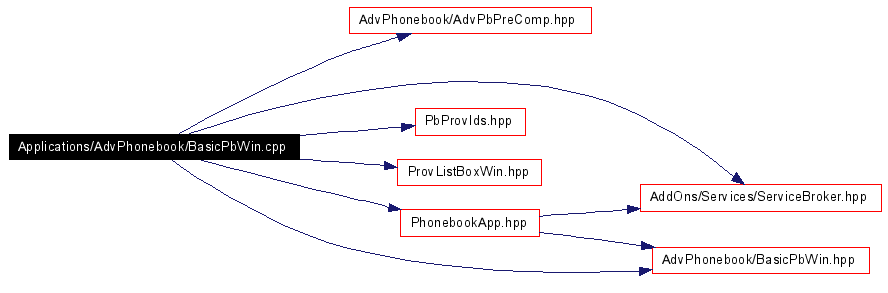 AdvPhonebook/AdvPbPreComp.hpp
PbProvIds.hpp
Applications/AdvPhonebook/BasicPbWin.cpp
ProvListBoxWin.hpp
AddOns/Services/ServiceBroker.hpp
PhonebookApp.hpp
AdvPhonebook/BasicPbWin.hpp